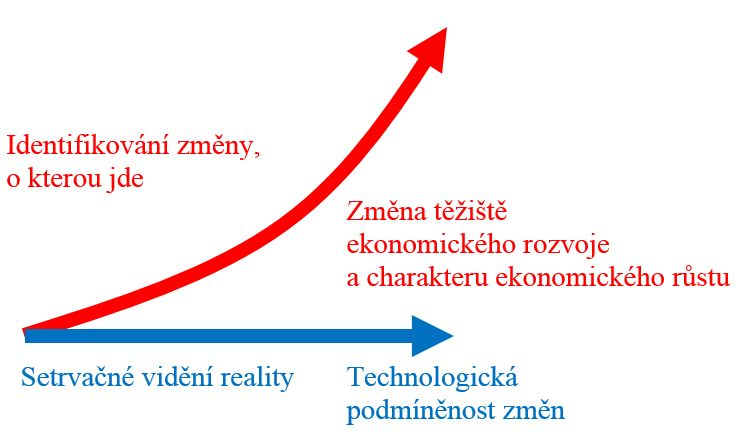 Identifikování změny,
o kterou jde
Změna těžiště
ekonomického rozvoje
a charakteru ekonomického růstu
Setrvačné vidění reality
Technologická
podmíněnost změn